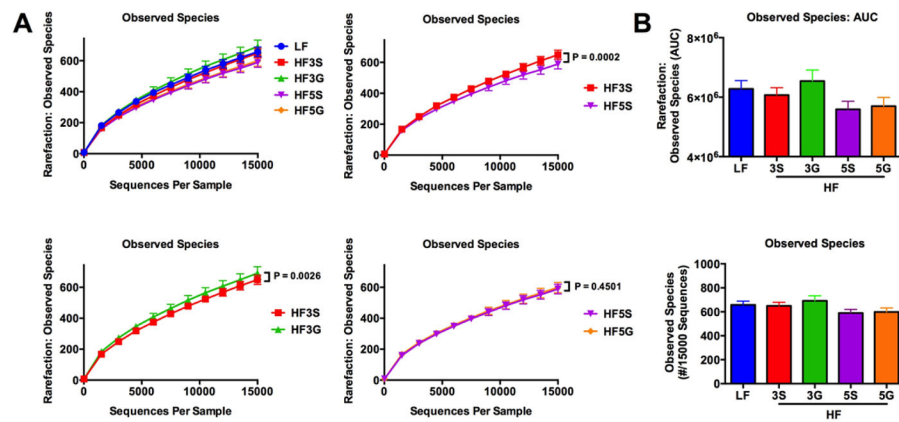 A
Observed Species
Rarefaction: Observed Species
600
400
200
0
0 5000 10000 15000
Sequences Per Sample
LF
HF3S
HF3G
HF5S
HF5G
Observed Species
Rarefaction: Observed Species
600
400
200
0
0 5000 10000 15000
Sequences Per Sample
P = 0.0002
HF3S
HF5S
B
Observed Species: AUC
Rarefaction:
Observed Species (AUC)
8×10⁶
6×10⁶
4×10⁶
LF 3S 3G 5S 5G
HF
Observed Species
Rarefaction: Observed Species
600
400
200
0
0 5000 10000 15000
Sequences Per Sample
P = 0.0026
HF3S
HF3G
Observed Species
Rarefaction: Observed Species
600
400
200
0
0 5000 10000 15000
Sequences Per Sample
P = 0.4501
HF5S
HF5G
Observed Species
Observed Species
(#/15000 Sequences)
1000
800
600
400
200
0
LF 3S 3G 5S 5G
HF